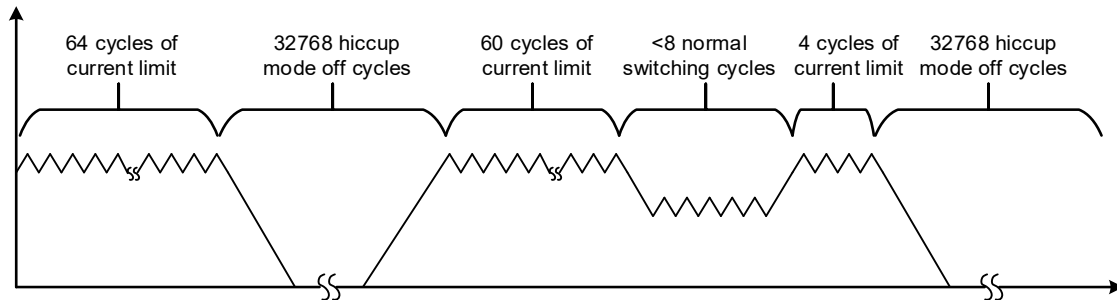 64 cycles of
current limit
32768 hiccup
mode off cycles
60 cycles of
current limit
<8 normal
switching cycles
4 cycles of
current limit
32768 hiccup
mode off cycles